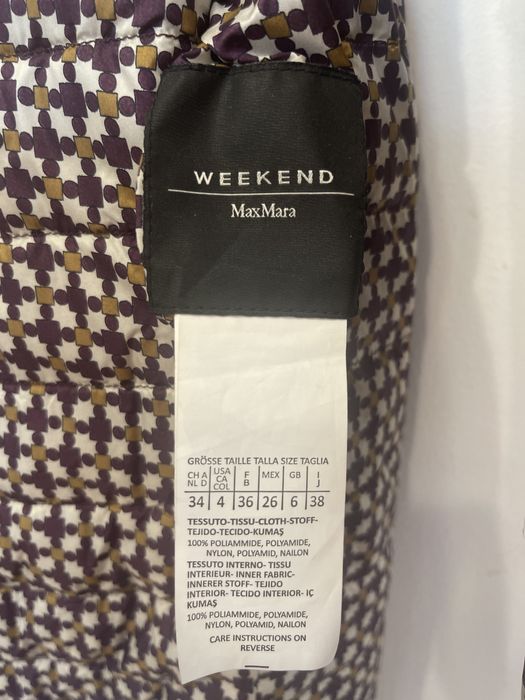 WEEKEND
MaxMara
GRÖSSE TAILLE TALLA SIZE TAGLIA
CH A NL D USA CA COL F B MEX GB I J
34 4 36 26 6 38
TESSUTO-TISSU-CLOTH-STOFF-
TEJIDO-TECIDO-KUMAŞ
100% POLIAMMIDE, POLYAMIDE,
NYLON, POLYAMID, NAILON
TESSUTO INTERNO- TISSU
INTERIEUR- INNER FABRIC-
INNERER STOFF- TEJIDO
INTERIOR- TECIDO INTERIOR- IÇ
KUMAŞ
100% POLIAMMIDE, POLYAMIDE,
NYLON, POLYAMID, NAILON
CARE INSTRUCTIONS ON
REVERSE